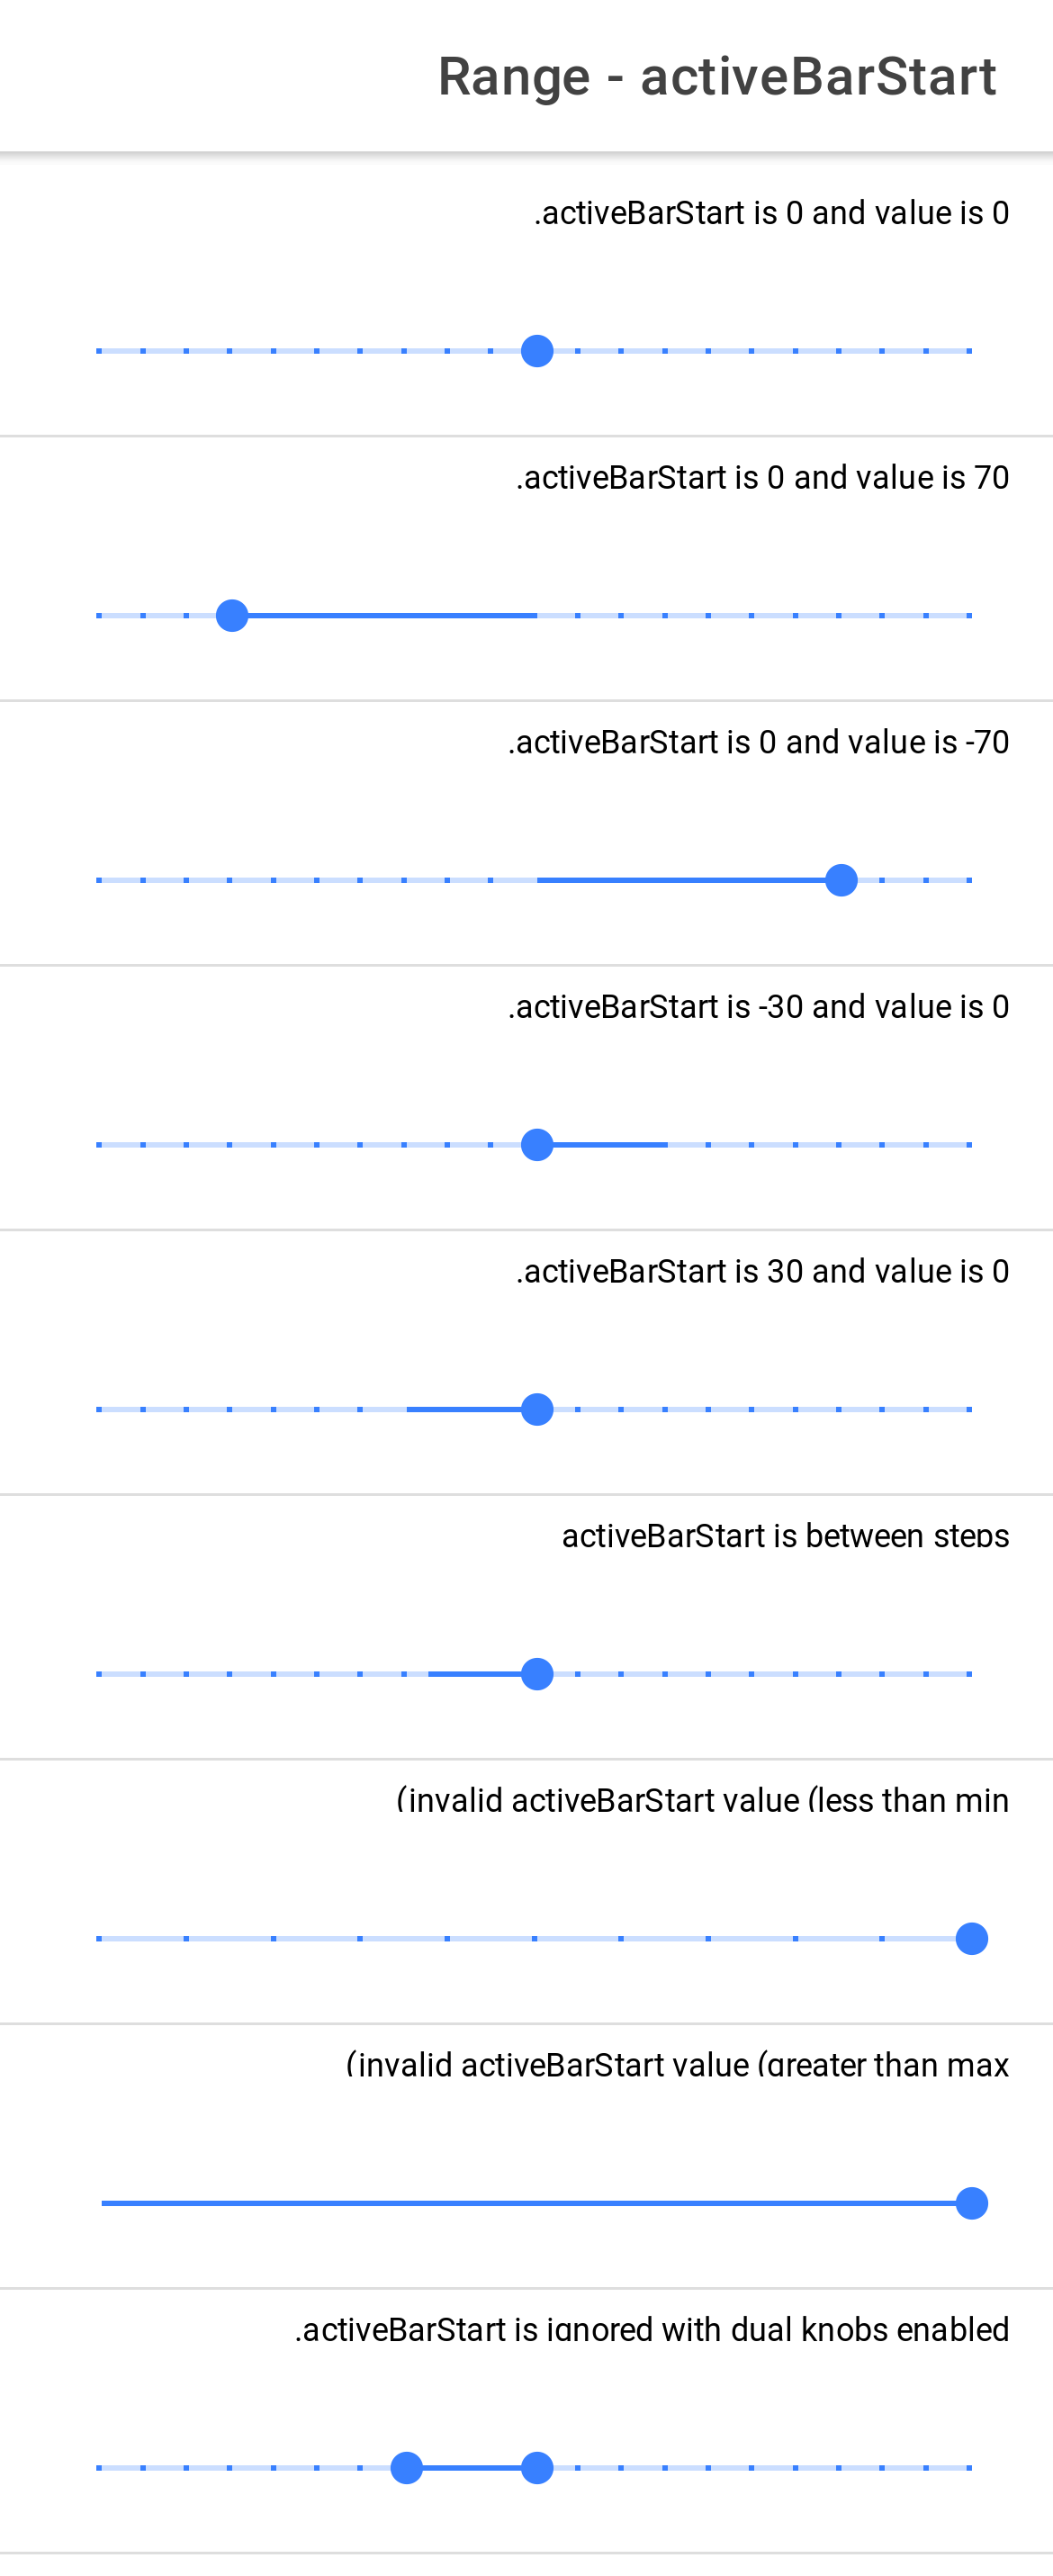 Range - activeBarStart
.activeBarStart is 0 and value is 0
.activeBarStart is 0 and value is 70
.activeBarStart is 0 and value is -70
.activeBarStart is -30 and value is 0
.activeBarStart is 30 and value is 0
activeBarStart is between steps
(invalid activeBarStart value (less than min
(invalid activeBarStart value (greater than max
.activeBarStart is ignored with dual knobs enabled